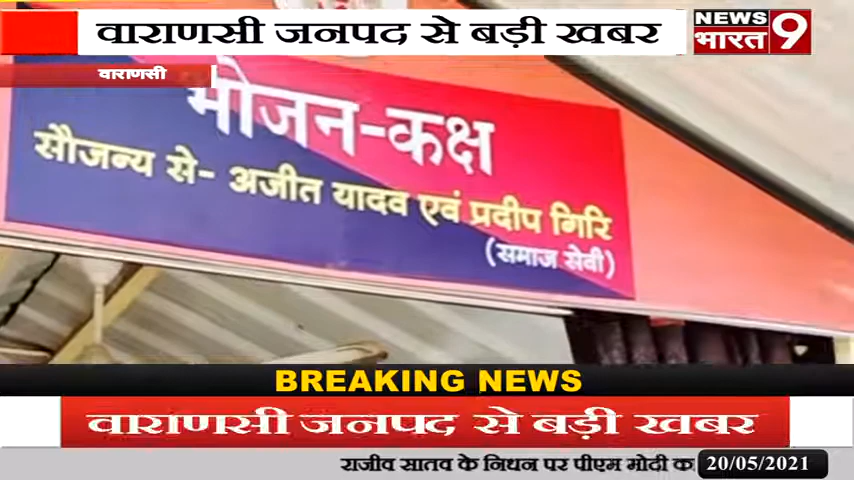 वाराणसी जनपद से बड़ी खबर
NEWS
भारत 9
वाराणसी
भोजन-कक्ष
सौजन्य से- अजीत यादव एवं प्रदीप गिरि
(समाज सेवी)
BREAKING NEWS
वाराणसी जनपद से बड़ी खबर
राजीव सातव के निधन पर पीएम मोदी
20/05/2021